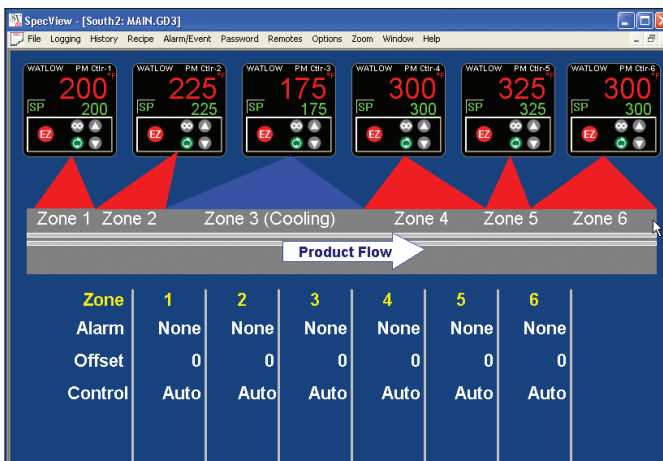 SpecView - [South2: MAIN.GD3]
File Logging History Recipe Alarm/Event Password Remotes Options Zoom Window Help
WATLOW PM Ctlr-1 WATLOW PM Ctlr-2 WATLOW PM Ctlr-3 WATLOW PM Ctlr-4 WATLOW PM Ctlr-5 WATLOW PM Ctlr-6
200 °F 225 °F 175 °F 300 °F 325 °F 300 °F
SP 200 SP 225 SP 175 SP 300 SP 325 SP 300
EZ EZ EZ EZ EZ EZ
Zone 1 Zone 2 Zone 3 (Cooling) Zone 4 Zone 5 Zone 6
Product Flow
Zone 1 2 3 4 5 6
Alarm None None None None None None
Offset 0 0 0 0 0 0
Control Auto Auto Auto Auto Auto Auto